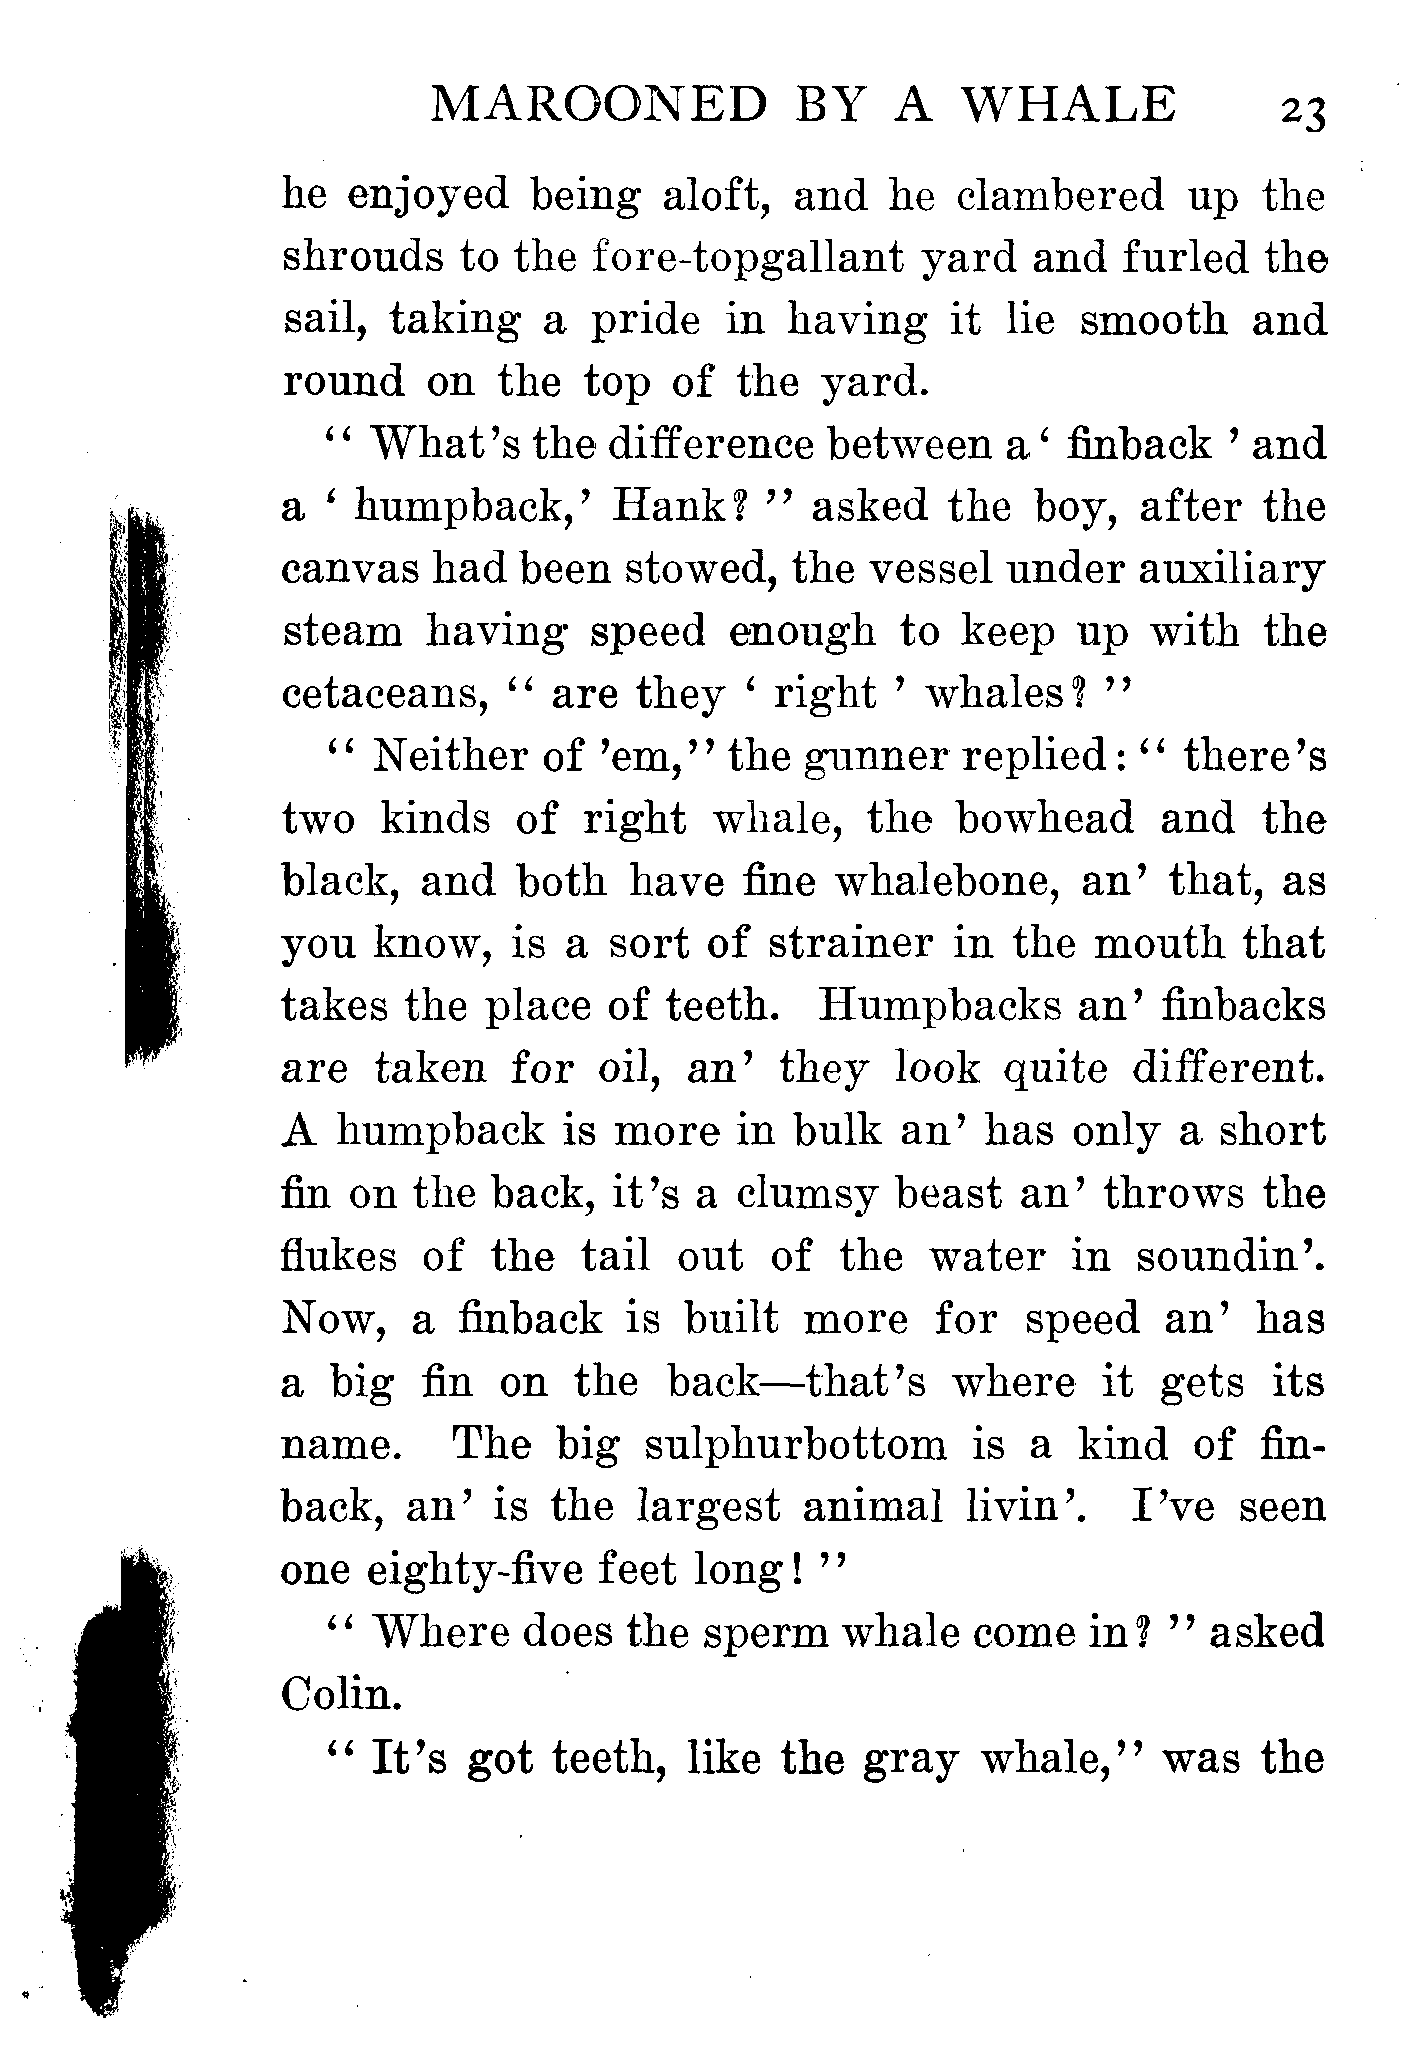 MAROONED BY A WHALE 23
he enjoyed being aloft, and he clambered up the
shrouds to the fore-topgallant yard and furled the
sail, taking a pride in having it lie smooth and
round on the top of the yard.
“ What’s the difference between a ‘ finback ’ and
a ‘ humpback,’ Hank? ” asked the boy, after the
canvas had been stowed, the vessel under auxiliary
steam having speed enough to keep up with the
cetaceans, “ are they ‘ right ’ whales? ”
“ Neither of ’em,” the gunner replied: “ there’s
two kinds of right whale, the bowhead and the
black, and both have fine whalebone, an’ that, as
you know, is a sort of strainer in the mouth that
takes the place of teeth. Humpbacks an’ finbacks
are taken for oil, an’ they look quite different.
A humpback is more in bulk an’ has only a short
fin on the back, it’s a clumsy beast an’ throws the
flukes of the tail out of the water in soundin’.
Now, a finback is built more for speed an’ has
a big fin on the back—that’s where it gets its
name. The big sulphurbottom is a kind of fin-
back, an’ is the largest animal livin’. I’ve seen
one eighty-five feet long! ”
“ Where does the sperm whale come in? ” asked
Colin.
“ It’s got teeth, like the gray whale,” was the